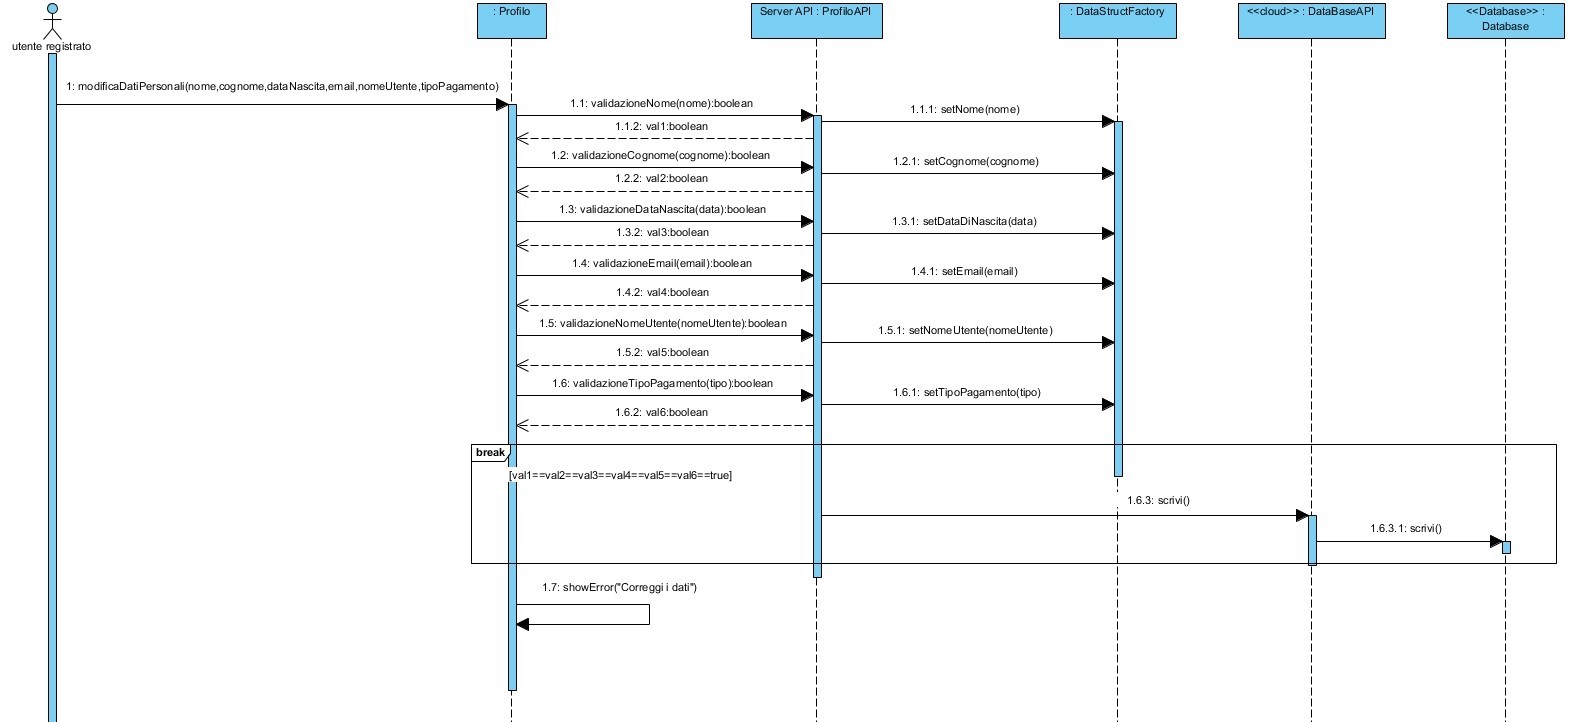 utente registrato
: Profilo
Server API : ProfiloAPI
: DataStructFactory
<<cloud>> : DataBaseAPI
<<Database>> :
Database
1: modificaDatiPersonali(nome,cognome,dataNascita,email,nomeUtente,tipoPagamento)
1.1: validazioneNome(nome):boolean
1.1.1: setNome(nome)
1.1.2: val1:boolean
1.2: validazioneCognome(cognome):boolean
1.2.1: setCognome(cognome)
1.2.2: val2:boolean
1.3: validazioneDataNascita(data):boolean
1.3.1: setDataDiNascita(data)
1.3.2: val3:boolean
1.4: validazioneEmail(email):boolean
1.4.1: setEmail(email)
1.4.2: val4:boolean
1.5: validazioneNomeUtente(nomeUtente):boolean
1.5.1: setNomeUtente(nomeUtente)
1.5.2: val5:boolean
1.6: validazioneTipoPagamento(tipo):boolean
1.6.1: setTipoPagamento(tipo)
1.6.2: val6:boolean
break
[val1==val2==val3==val4==val5==val6==true]
1.6.3: scrivi()
1.6.3.1: scrivi()
1.7: showError("Correggi i dati")